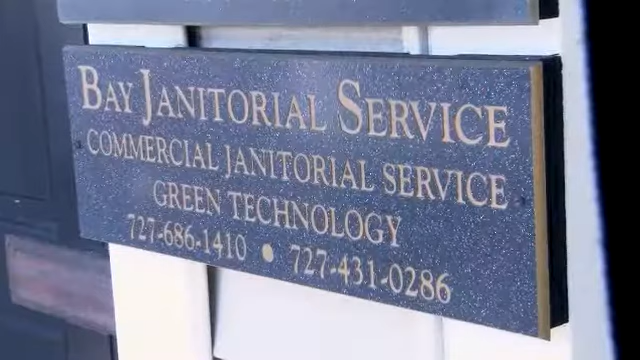 BAY JANITORIAL SERVICE
COMMERCIAL JANITORIAL SERVICE
GREEN TECHNOLOGY
727-686-1410 • 727-431-0286